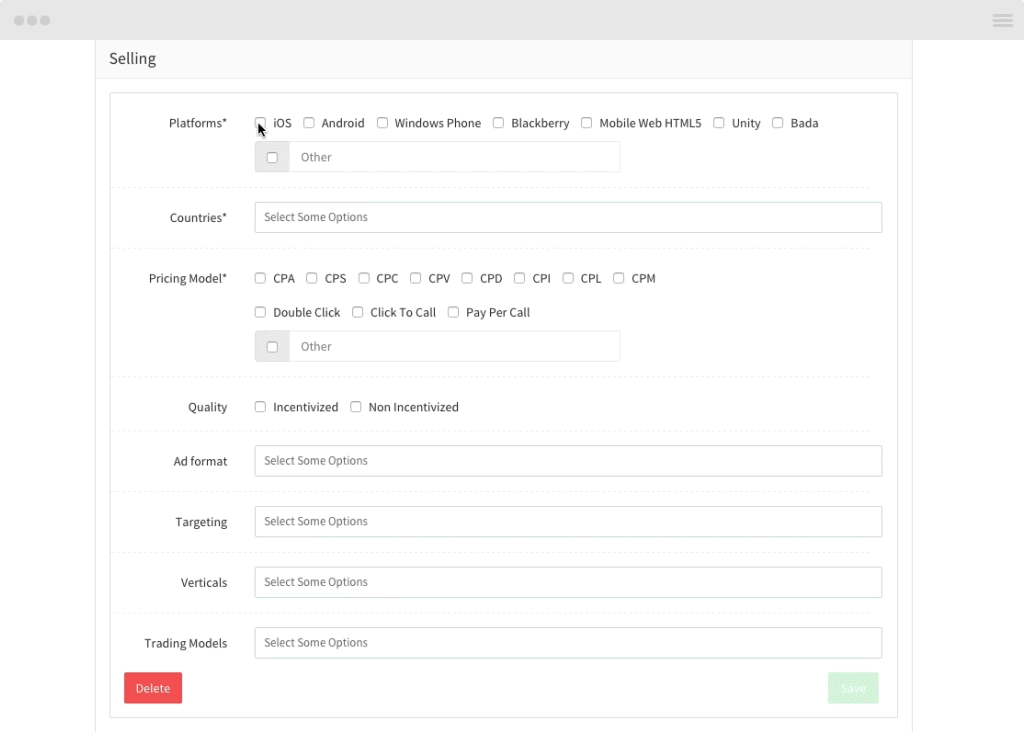 Selling
Platforms* iOS Android Windows Phone Blackberry Mobile Web HTML5 Unity Bada
Other
Countries* Select Some Options
Pricing Model* CPA CPS CPC CPV CPD CPI CPL CPM
Double Click Click To Call Pay Per Call
Other
Quality Incentivized Non Incentivized
Ad format Select Some Options
Targeting Select Some Options
Verticals Select Some Options
Trading Models Select Some Options
Delete Save